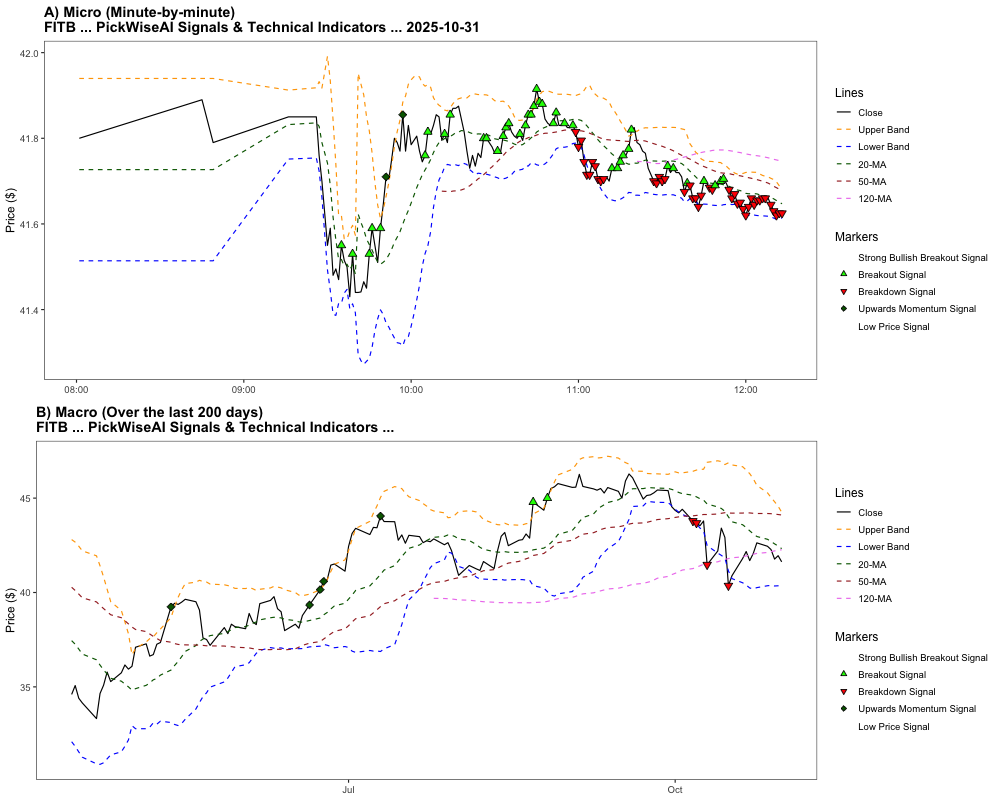 A) Micro (Minute-by-minute)
FITB ... PickWiseAI Signals & Technical Indicators ... 2025-10-31
Price ($)
42.0
41.8
41.6
41.4
08:00
09:00
10:00
11:00
12:00
Lines
Close
Upper Band
Lower Band
20-MA
50-MA
120-MA
Markers
Strong Bullish Breakout Signal
Breakout Signal
Breakdown Signal
Upwards Momentum Signal
Low Price Signal
B) Macro (Over the last 200 days)
FITB ... PickWiseAI Signals & Technical Indicators ...
Price ($)
45
40
35
Jul
Oct
Lines
Close
Upper Band
Lower Band
20-MA
50-MA
120-MA
Markers
Strong Bullish Breakout Signal
Breakout Signal
Breakdown Signal
Upwards Momentum Signal
Low Price Signal